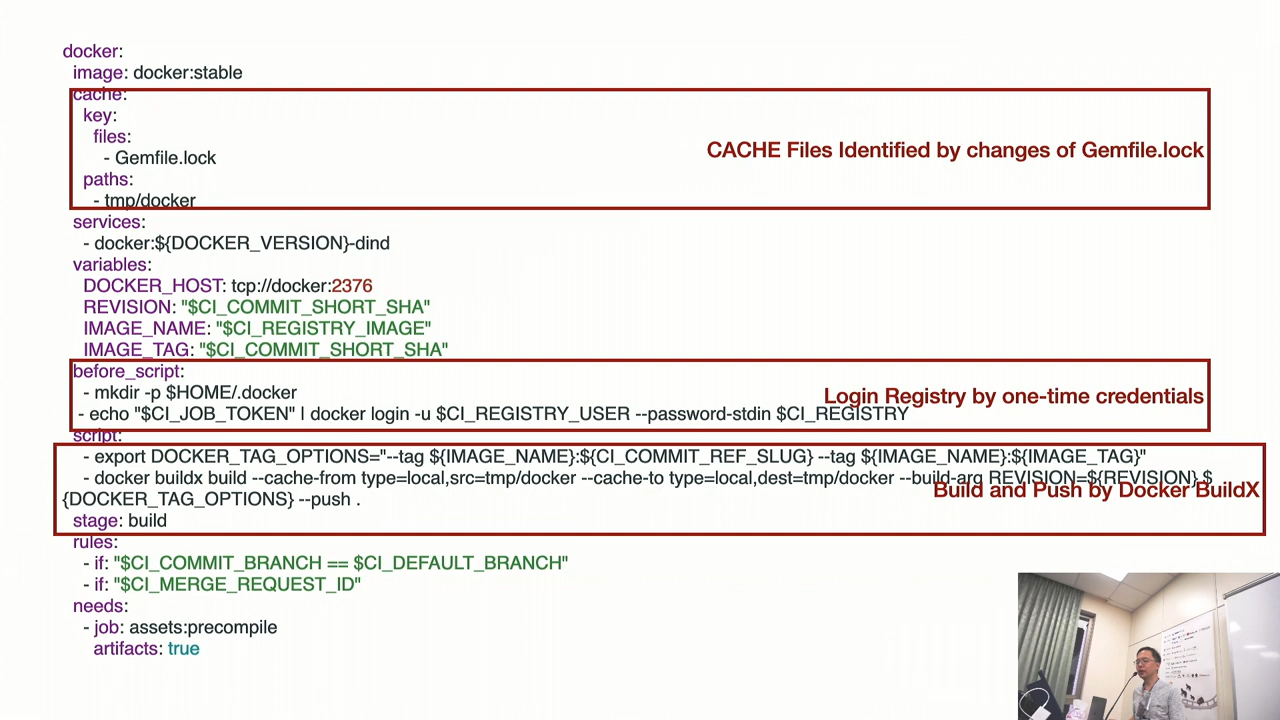 docker:
image: docker:stable
cache:
key:
files:
- Gemfile.lock
CACHE Files Identified by changes of Gemfile.lock
paths:
- tmp/docker
services:
- docker:${DOCKER_VERSION}-dind
variables:
DOCKER_HOST: tcp://docker:2376
REVISION: "$CI_COMMIT_SHORT_SHA"
IMAGE_NAME: "$CI_REGISTRY_IMAGE"
IMAGE_TAG: "$CI_COMMIT_SHORT_SHA"
before_script:
- mkdir -p $HOME/.docker
Login Registry by one-time credentials
- echo "$CI_JOB_TOKEN" | docker login -u $CI_REGISTRY_USER --password-stdin $CI_REGISTRY
script:
- export DOCKER_TAG_OPTIONS="--tag ${IMAGE_NAME}:${CI_COMMIT_REF_SLUG} --tag ${IMAGE_NAME}:${IMAGE_TAG}"
- docker buildx build --cache-from type=local,src=tmp/docker --cache-to type=local,dest=tmp/docker --build-arg REVISION=${REVISION} $
{DOCKER_TAG_OPTIONS} --push .
Build and Push by Docker BuildX
stage: build
rules:
- if: "$CI_COMMIT_BRANCH == $CI_DEFAULT_BRANCH"
- if: "$CI_MERGE_REQUEST_ID"
needs:
- job: assets:precompile
artifacts: true